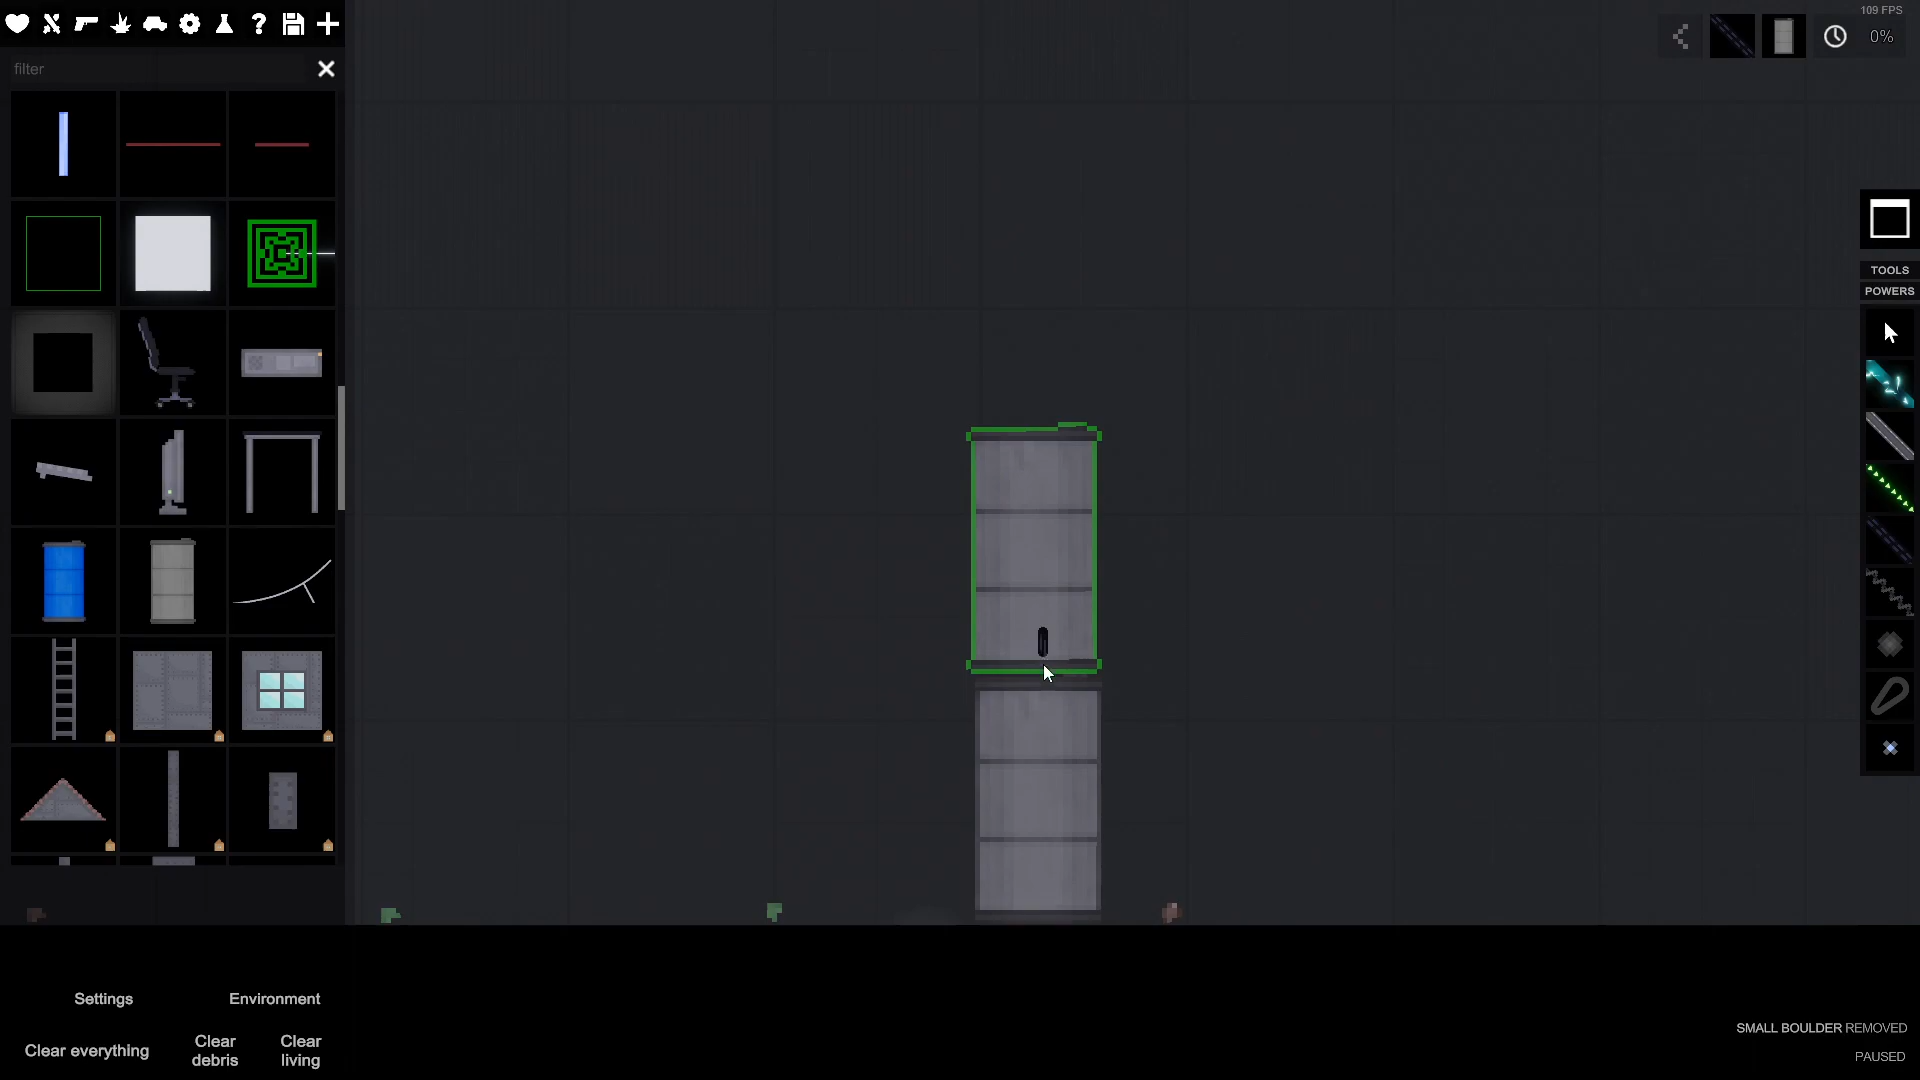 109 FPS
0%
filter
TOOLS
POWERS
Settings
Environment
Clear everything
Clear
debris
Clear
living
SMALL BOULDER REMOVED
PAUSED